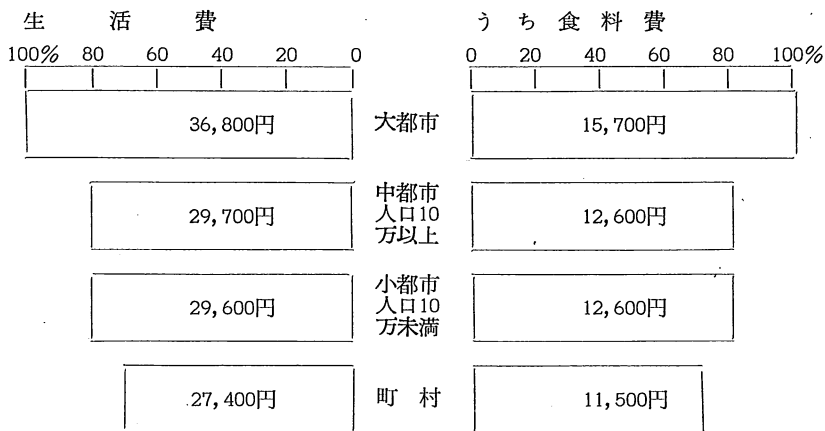 生活費 うち食料費
100% 80 60 40 20 0 0 20 40 60 80 100%
36,800円 大都市 15,700円
29,700円 中都市人口10万以上 12,600円
29,600円 小都市人口10万未満 12,600円
27,400円 町村 11,500円